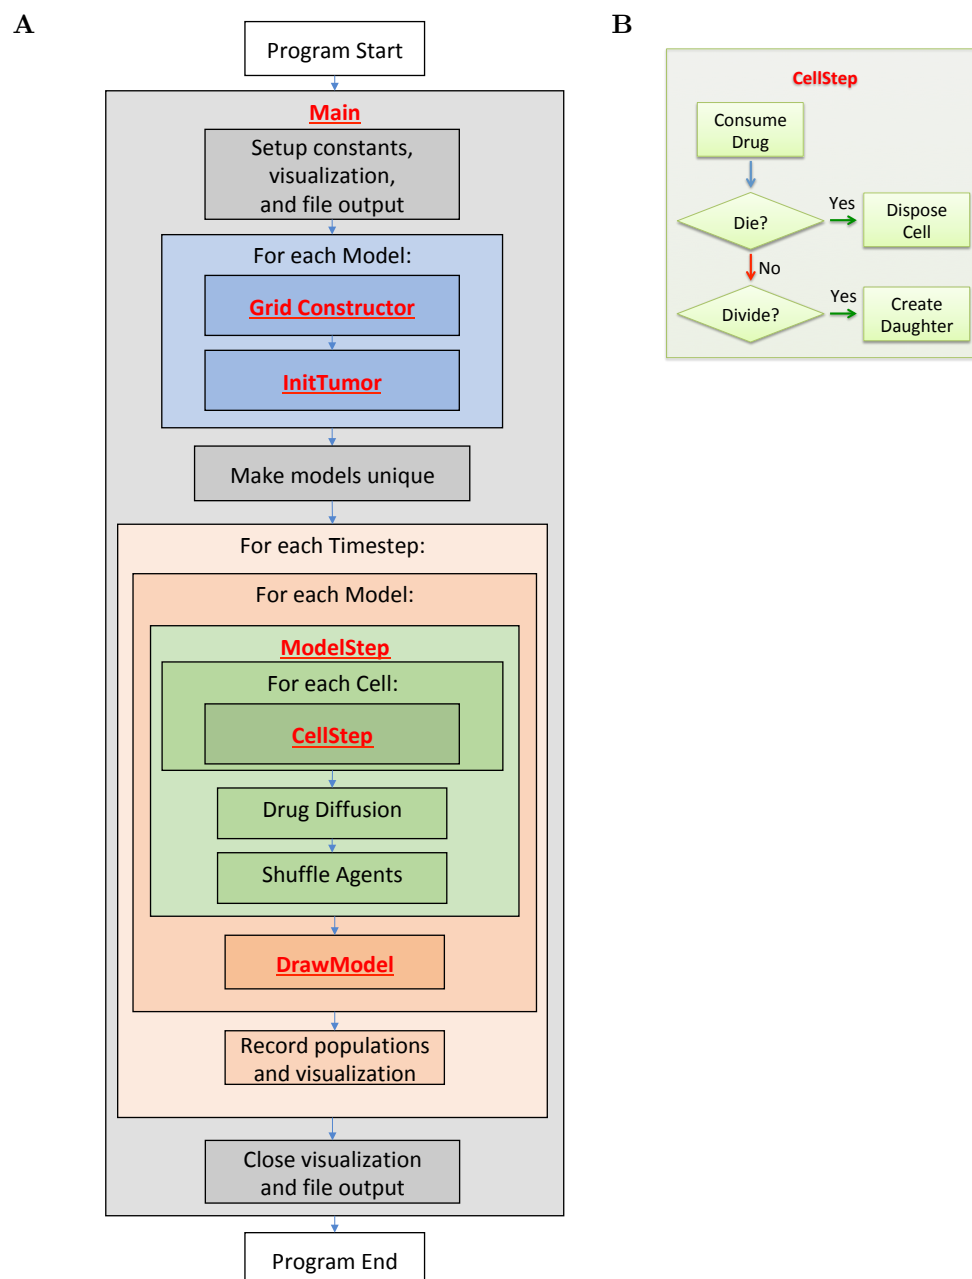 A
Program Start
Main
Setup constants,
visualization,
and file output
For each Model:
Grid Constructor
InitTumor
Make models unique
For each Timestep:
For each Model:
ModelStep
For each Cell:
CellStep
Drug Diffusion
Shuffle Agents
DrawModel
Record populations
and visualization
Close visualization
and file output
Program End
B
CellStep
Consume
Drug
Die?
Yes
Dispose
Cell
No
Divide?
Yes
Create
Daughter